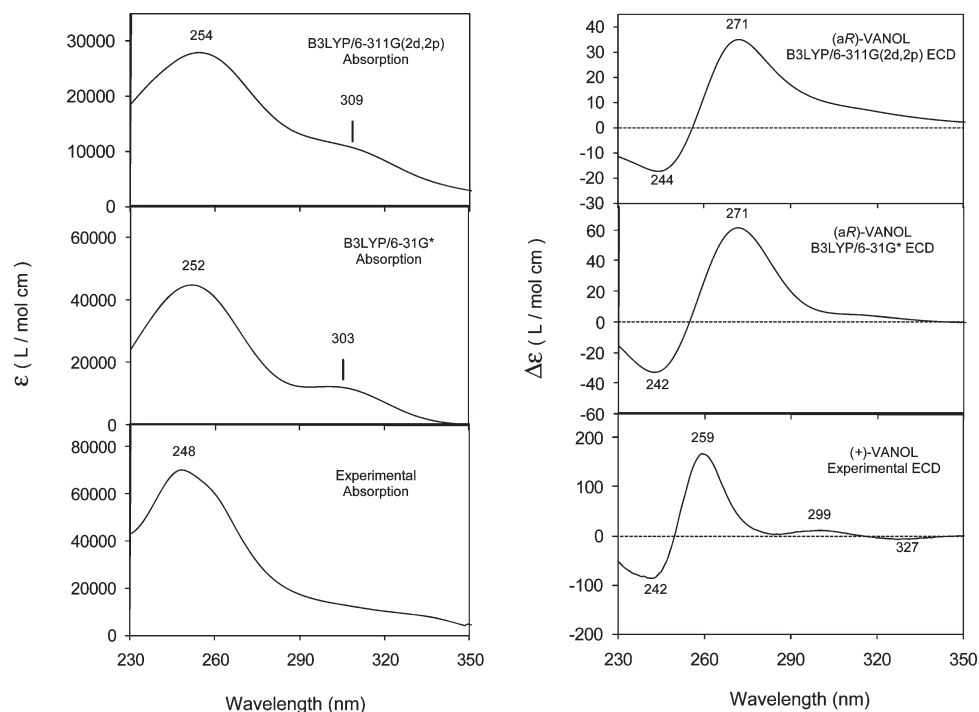 ε ( L / mol cm )
30000
20000
10000
0
254
309
B3LYP/6-311G(2d,2p)
Absorption
60000
40000
20000
0
252
303
B3LYP/6-31G*
Absorption
80000
60000
40000
20000
0
248
Experimental
Absorption
230 260 290 320 350
Wavelength (nm)
Δε ( L / mol cm )
40
30
20
10
0
-10
-20
-30
271
244
(aR)-VANOL
B3LYP/6-311G(2d,2p) ECD
60
40
20
0
-20
-40
-60
271
242
(aR)-VANOL
B3LYP/6-31G* ECD
200
100
0
-100
-200
259
299
242
327
(+)-VANOL
Experimental ECD
230 260 290 320 350
Wavelength (nm)